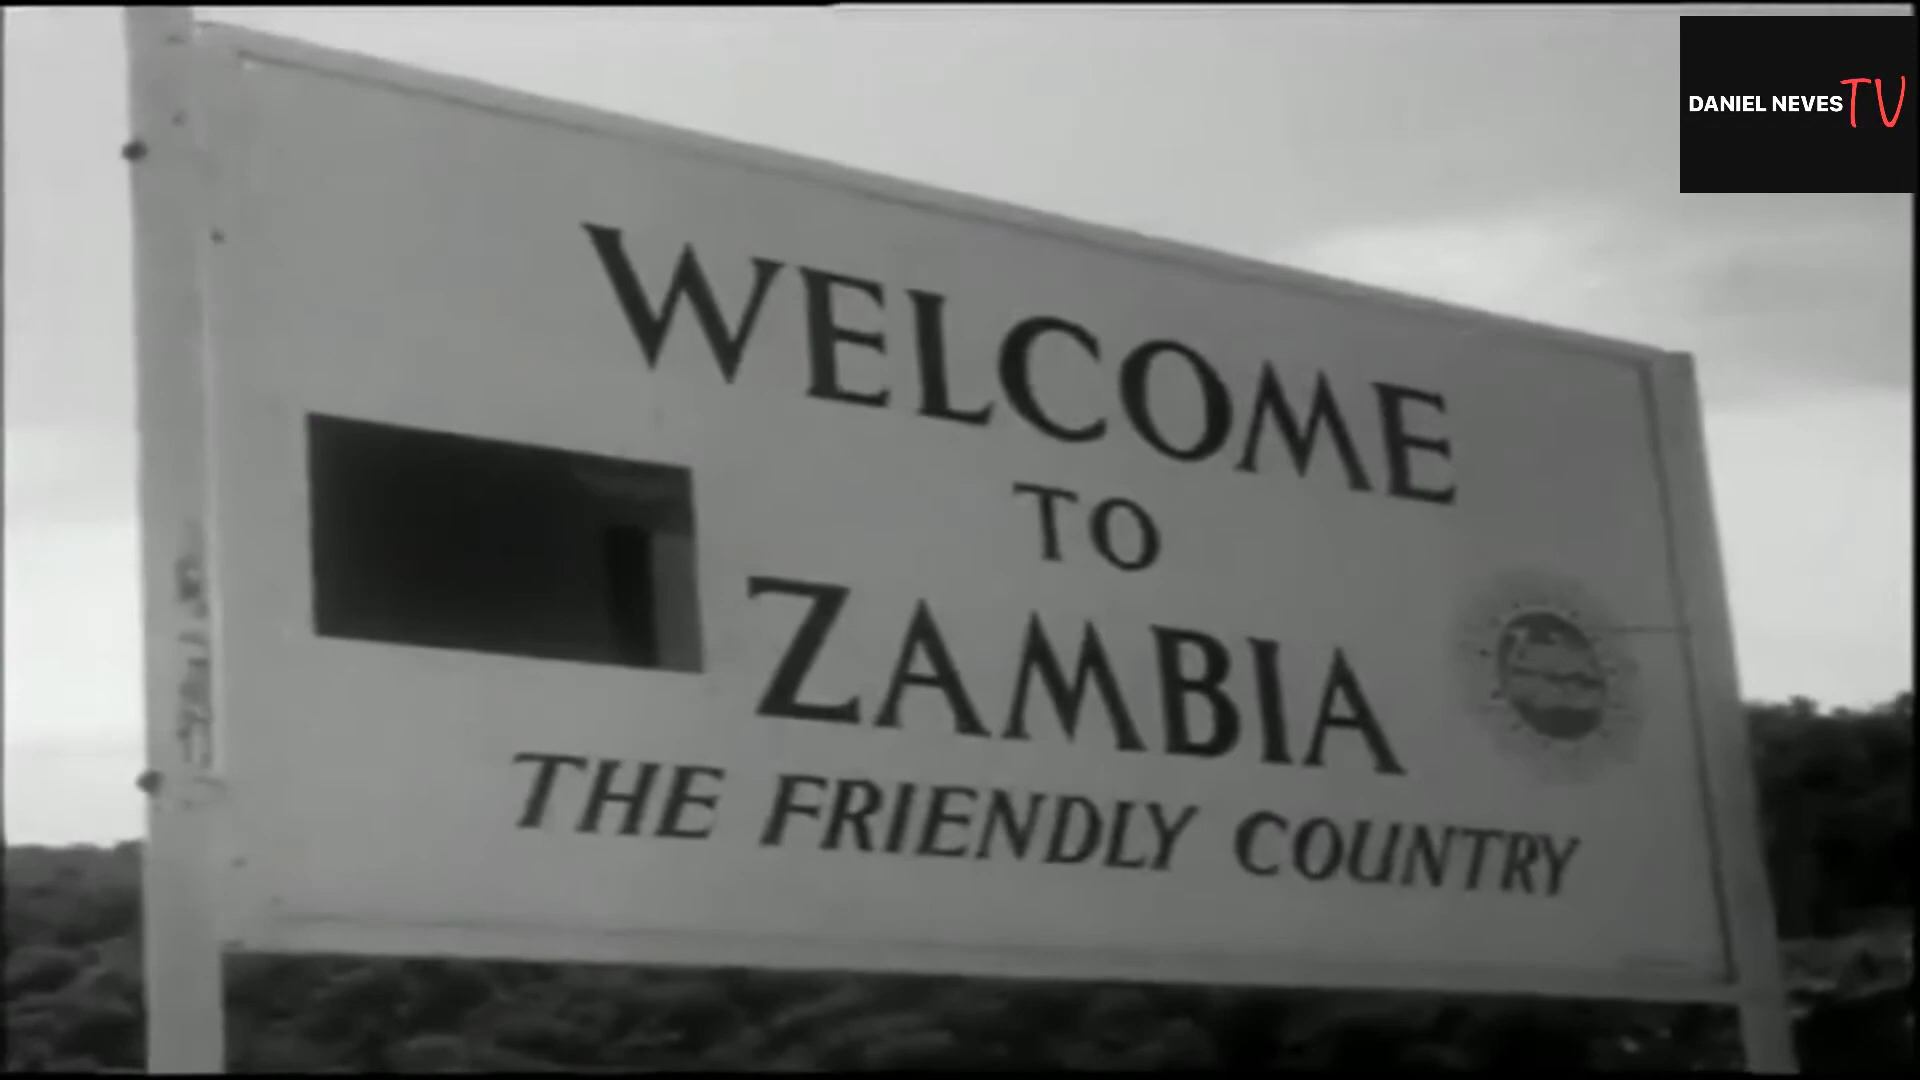 DANIEL NEVES TV
WELCOME
TO
ZAMBIA
THE FRIENDLY COUNTRY